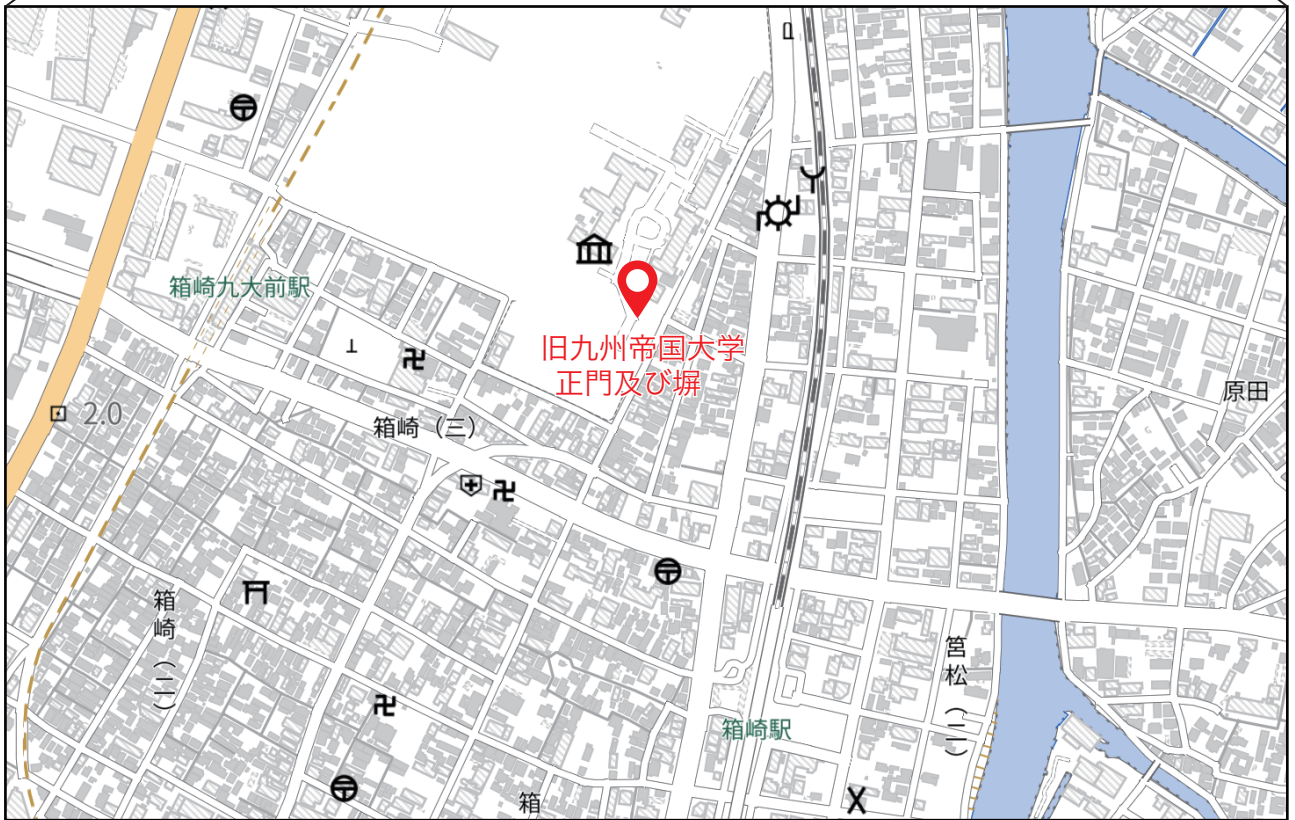 箱崎九大前駅
旧九州帝国大学
正門及び塀
原田
2.0
箱崎（三）
箱崎（二）
筥松（二）
箱崎駅
箱